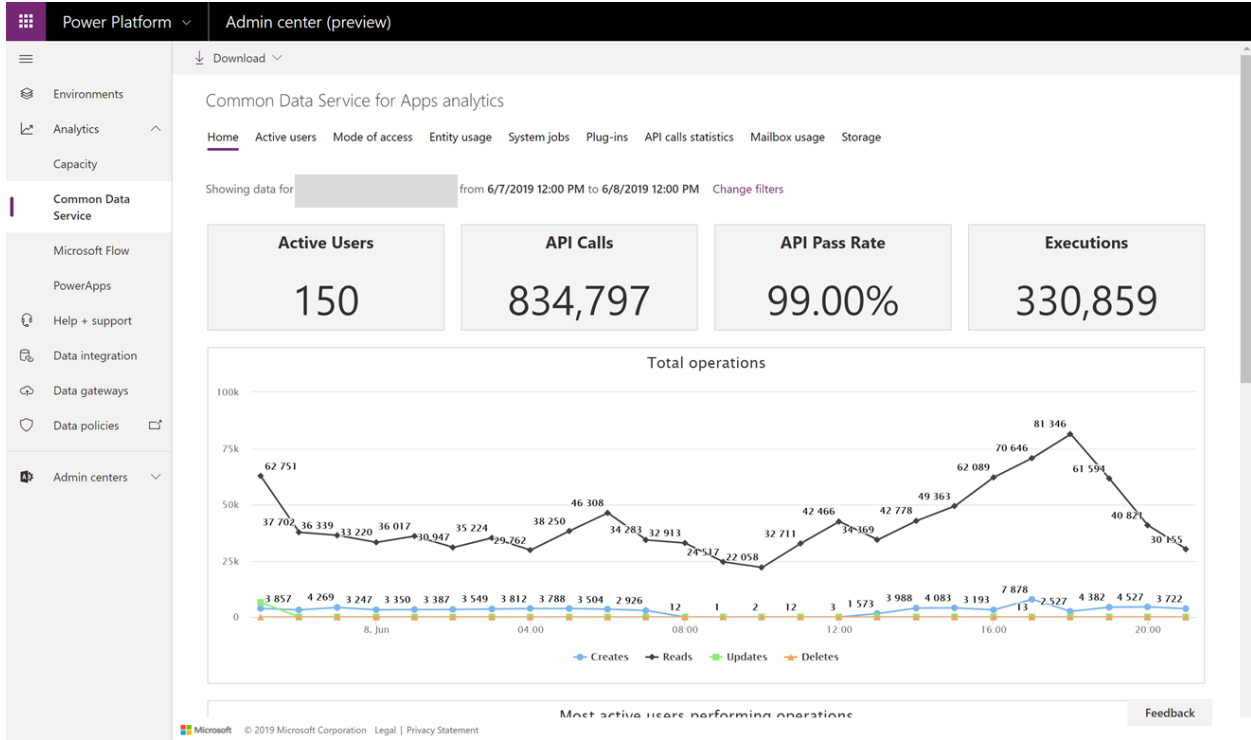 Power Platform
Admin center (preview)
Download
Environments
Analytics
Capacity
Common Data
Service
Microsoft Flow
PowerApps
Help + support
Data integration
Data gateways
Data policies
Admin centers
Common Data Service for Apps analytics
Home Active users Mode of access Entity usage System jobs Plug-ins API calls statistics Mailbox usage Storage
Showing data for from 6/7/2019 12:00 PM to 6/8/2019 12:00 PM Change filters
Active Users
150
API Calls
834,797
API Pass Rate
99.00%
Executions
330,859
Total operations
100k
75k
50k
25k
0
62 751 37 702 36 339 33 220 36 017 30 947 35 224 29 762 38 250 46 308 34 283 32 913 24 517 22 058 32 711 42 466 34 369 42 778 49 363 62 089 70 646 81 346 61 594 40 821 30 155
3 857 4 269 3 247 3 350 3 387 3 549 3 812 3 788 3 504 2 926 12 1 2 12 3 1 573 3 988 4 083 3 193 7 878 13 2 527 4 382 4 527 3 722
8. Jun 04:00 08:00 12:00 16:00 20:00
Creates Reads Updates Deletes
Most active users performing operations
Feedback
Microsoft © 2019 Microsoft Corporation Legal | Privacy Statement